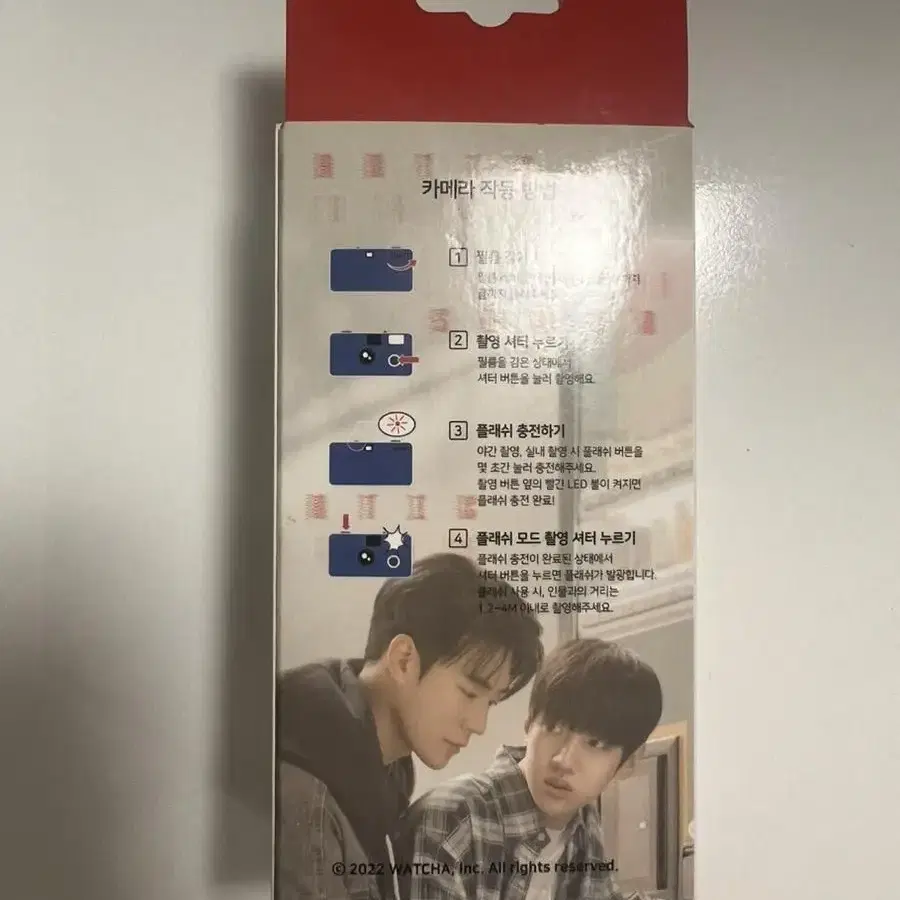 카메라 작동 방법
1 필름 감기
2 촬영 셔터 누르기
필름을 감은 상태에서
셔터 버튼을 눌러 촬영해요.
3 플래쉬 충전하기
야간 촬영, 실내 촬영 시 플래쉬 버튼을
몇 초간 눌러 충전해주세요.
촬영 버튼 옆의 빨간 LED 불이 켜지면
플래쉬 충전 완료!
4 플래쉬 모드 촬영 셔터 누르기
플래쉬 충전이 완료된 상태에서
셔터 버튼을 누르면 플래쉬가 발광합니다.
플래쉬 사용 시, 인물과의 거리는
1.2~4M 이내로 촬영해주세요.
© 2022 WATCHA, Inc. All rights reserved.